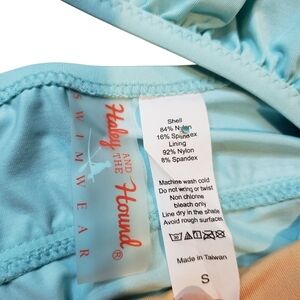 Haley
AND
THE
Hound®
SWIMWEAR
Shell
84% Nylon
16% Spandex
Lining
92% Nylon
8% Spandex
Machine wash cold
Do not wring or twist
Non chlorine
bleach only
Line dry in the shade
Avoid rough surfaces
Made in Taiwan
S